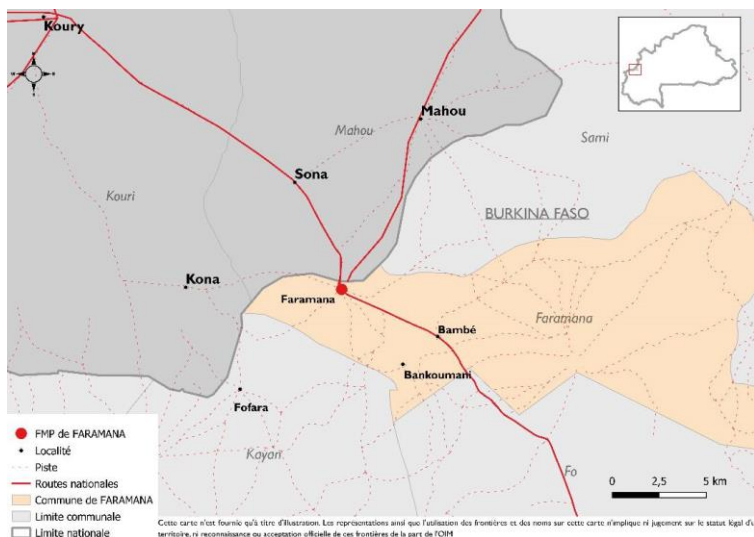 Koury
Mahou
Mahou
Sami
Sona
Kouri
BURKINA FASO
Kona
Faramana
Faramana
Bambé
Bankoumani
Fofara
Kayan
Fo
FMP de FARAMANA
Localité
Piste
Routes nationales
Commune de FARAMANA
Limite communale
Limite nationale
0 2,5 5 km
Cette carte n'est fournie qu'à titre d'illustration. Les représentations ainsi que l'utilisation des frontières et des noms sur cette carte n'implique ni jugement sur le statut légal d'u
territoire, ni reconnaissance ou acceptation officielle de ces frontières de la part de l'OIM